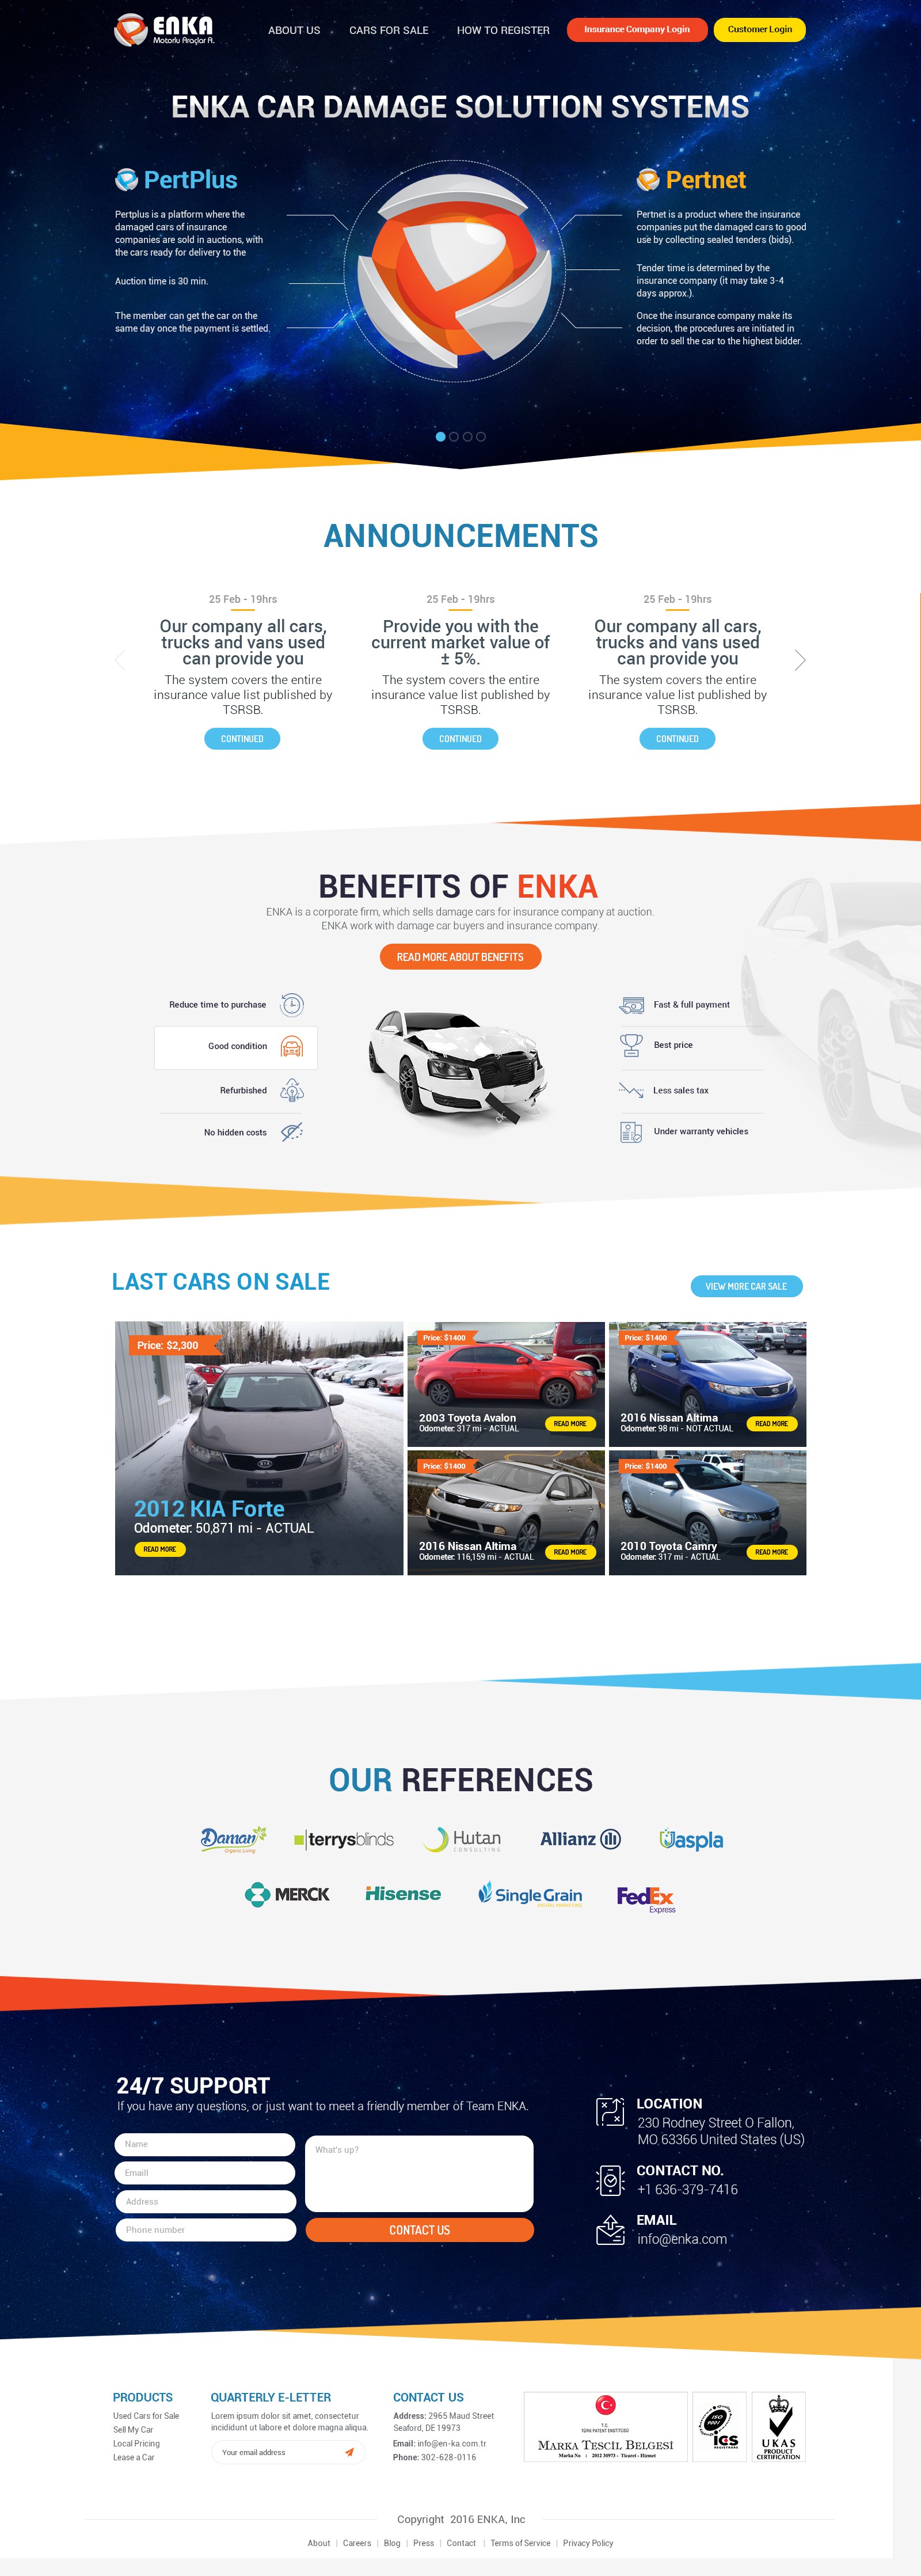 ENKA
Motorlu Araçlar A.
ABOUT US
CARS FOR SALE
HOW TO REGISTER
Insurance Company Login
Customer Login
ENKA CAR DAMAGE SOLUTION SYSTEMS
PertPlus
Pertplus is a platform where the
damaged cars of insurance
companies are sold in auctions, with
the cars ready for delivery to the
Auction time is 30 min.
The member can get the car on the
same day once the payment is settled.
Pertnet
Pertnet is a product where the insurance
companies put the damaged cars to good
use by collecting sealed tenders (bids).
Tender time is determined by the
insurance company (it may take 3-4
days approx.).
Once the insurance company make its
decision, the procedures are initiated in
order to sell the car to the highest bidder.
ANNOUNCEMENTS
25 Feb - 19hrs
Our company all cars,
trucks and vans used
can provide you
The system covers the entire
insurance value list published by
TSRSB.
CONTINUED
25 Feb - 19hrs
Provide you with the
current market value of
± 5%.
The system covers the entire
insurance value list published by
TSRSB.
CONTINUED
25 Feb - 19hrs
Our company all cars,
trucks and vans used
can provide you
The system covers the entire
insurance value list published by
TSRSB.
CONTINUED
BENEFITS OF ENKA
ENKA is a corporate firm, which sells damage cars for insurance company at auction.
ENKA work with damage car buyers and insurance company.
READ MORE ABOUT BENEFITS
Reduce time to purchase
Good condition
Refurbished
No hidden costs
Fast & full payment
Best price
Less sales tax
Under warranty vehicles
LAST CARS ON SALE
VIEW MORE CAR SALE
Price: $2,300
2012 KIA Forte
Odometer: 50,871 mi - ACTUAL
READ MORE
Price: $1400
2003 Toyota Avalon
Odometer: 317 mi - ACTUAL
READ MORE
Price: $1400
2016 Nissan Altima
Odometer: 98 mi - NOT ACTUAL
READ MORE
Price: $1400
2016 Nissan Altima
Odometer: 116,159 mi - ACTUAL
READ MORE
Price: $1400
2010 Toyota Camry
Odometer: 317 mi - ACTUAL
READ MORE
OUR REFERENCES
Daman
Organic Living
terrysblinds
Hutan
CONSULTING
Allianz
Jaspla
MERCK
Hisense
Single Grain
FedEx
Express
24/7 SUPPORT
If you have any questions, or just want to meet a friendly member of Team ENKA.
Name
Emaill
Address
Phone number
What's up?
CONTACT US
LOCATION
230 Rodney Street O Fallon,
MO 63366 United States (US)
CONTACT NO.
+1 636-379-7416
EMAIL
info@enka.com
PRODUCTS
Used Cars for Sale
Sell My Car
Local Pricing
Lease a Car
QUARTERLY E-LETTER
Lorem ipsum dolor sit amet, consectetur
incididunt ut labore et dolore magna aliqua.
Your email address
CONTACT US
Address: 2965 Maud Street
Seaford, DE 19973
Email: info@en-ka.com.tr
Phone: 302-628-0116
T.C.
TÜRK PATENT ENSTİTÜSÜ
MARKA TESCİL BELGESİ
Marka No : 2012 30973 - Ticaret - Hizmet
ISO 9001
ICS
REGISTRARS
UKAS
PRODUCT
CERTIFICATION
Copyright 2016 ENKA, Inc
About | Careers | Blog | Press | Contact | Terms of Service | Privacy Policy